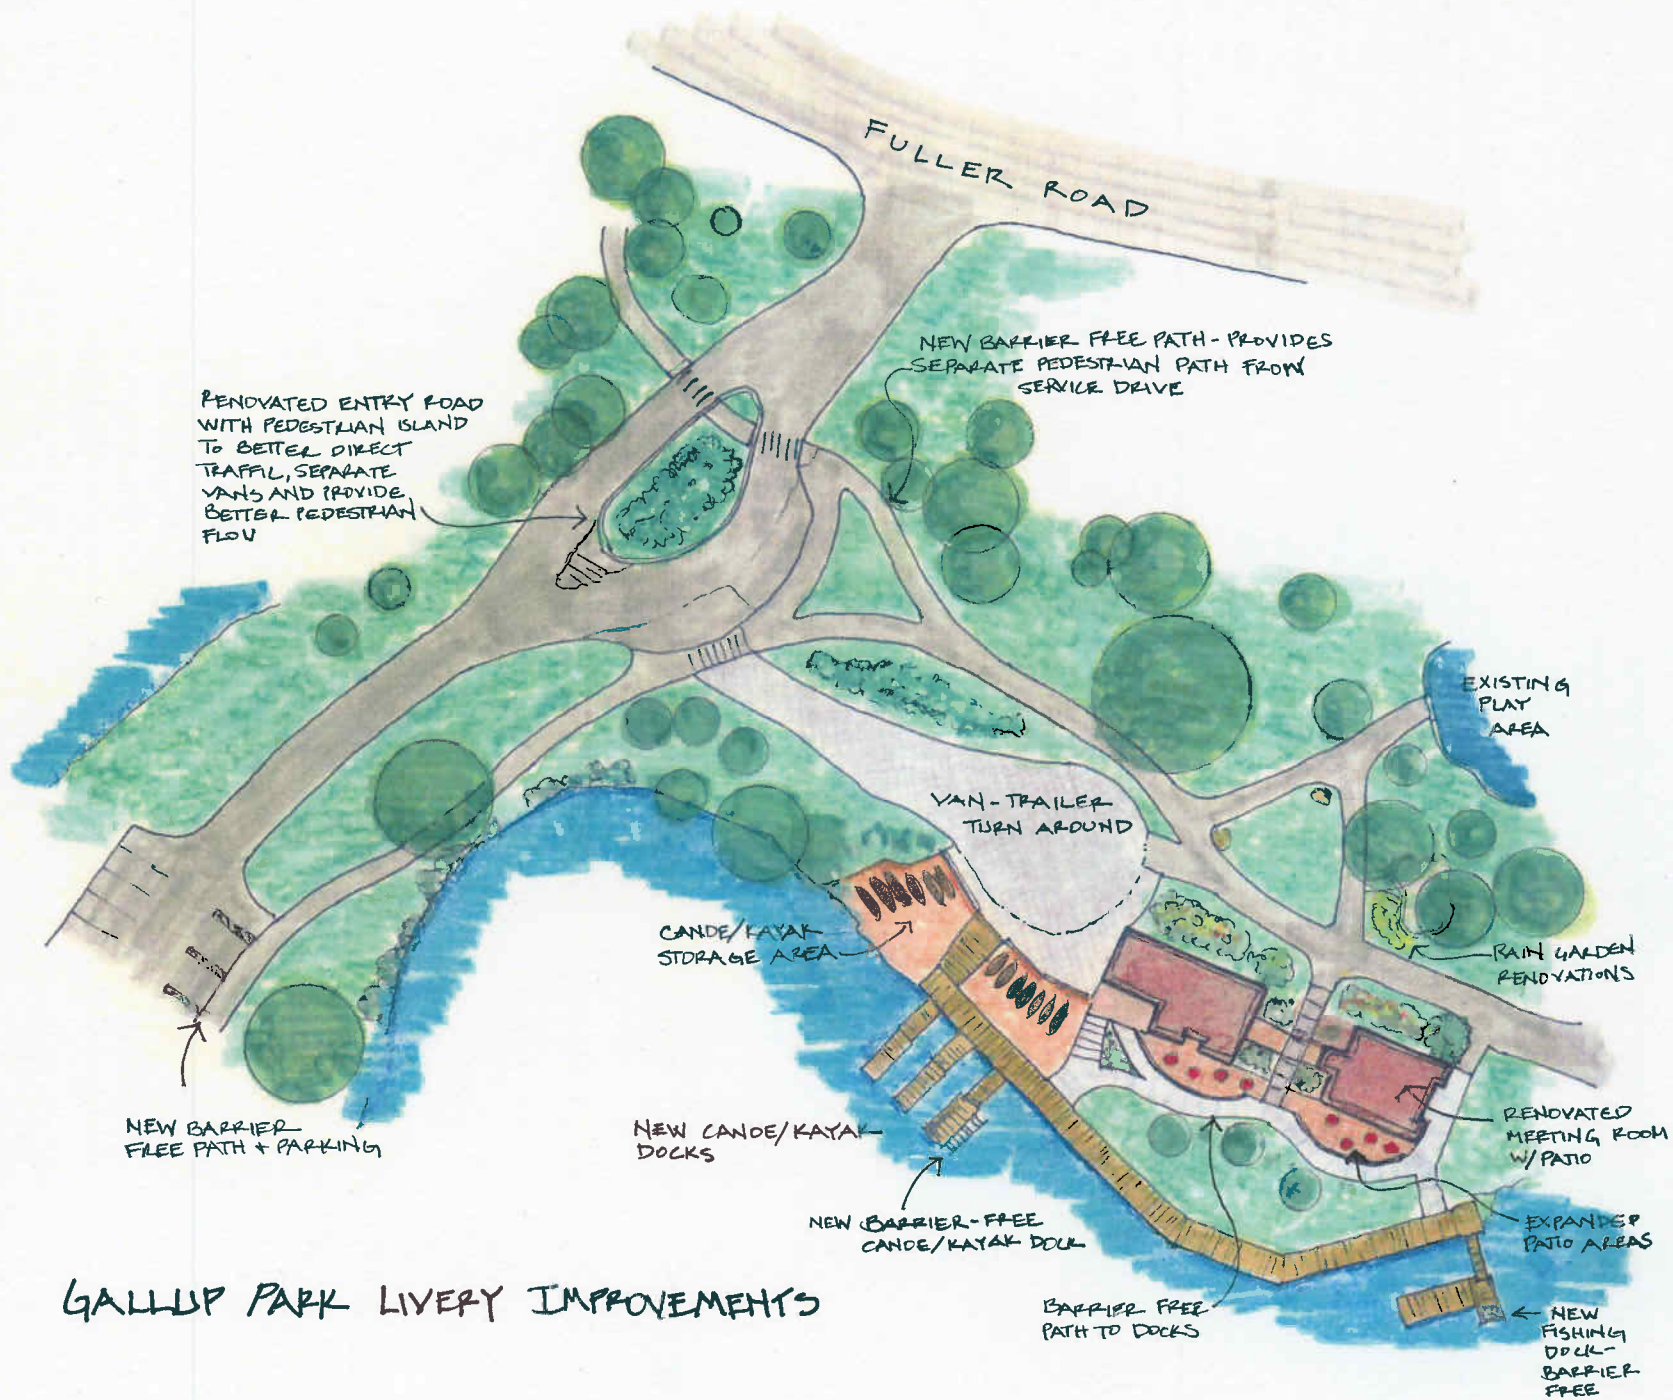 FULLER ROAD
NEW BARRIER FREE PATH - PROVIDES
SEPARATE PEDESTRIAN PATH FROM
SERVICE DRIVE
RENOVATED ENTRY ROAD
WITH PEDESTRIAN ISLAND
TO BETTER DIRECT
TRAFFIC, SEPARATE
VANS AND PROVIDE
BETTER PEDESTRIAN
FLOW
EXISTING
PLAY
AREA
VAN-TRAILER
TURN AROUND
CANOE/KAYAK
STORAGE AREA
RAIN GARDEN
RENOVATIONS
NEW BARRIER
FREE PATH + PARKING
NEW CANOE/KAYAK
DOCKS
RENOVATED
MEETING ROOM
W/ PATIO
NEW BARRIER-FREE
CANOE/KAYAK DOCK
EXPANDED
PATIO AREAS
GALLUP PARK LIVERY IMPROVEMENTS
BARRIER FREE
PATH TO DOCKS
NEW
FISHING
DOCK-
BARRIER
FREE